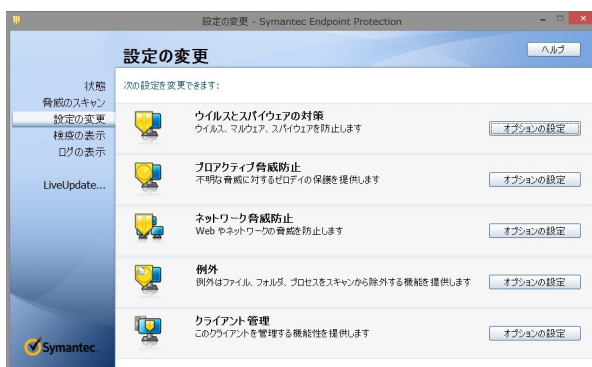 設定の変更 - Symantec Endpoint Protection
設定の変更
ヘルプ
状態
脅威のスキャン
設定の変更
検疫の表示
ログの表示
LiveUpdate...
次の設定を変更できます:
ウイルスとスパイウェアの対策
ウイルス、マルウェア、スパイウェアを防止します
オプションの設定
プロアクティブ脅威防止
不明な脅威に対するゼロデイの保護を提供します
オプションの設定
ネットワーク脅威防止
Web やネットワークの脅威を防止します
オプションの設定
例外
例外はファイル、フォルダ、プロセスをスキャンから除外する機能を提供します
オプションの設定
クライアント管理
このクライアントを管理する機能性を提供します
オプションの設定
Symantec.